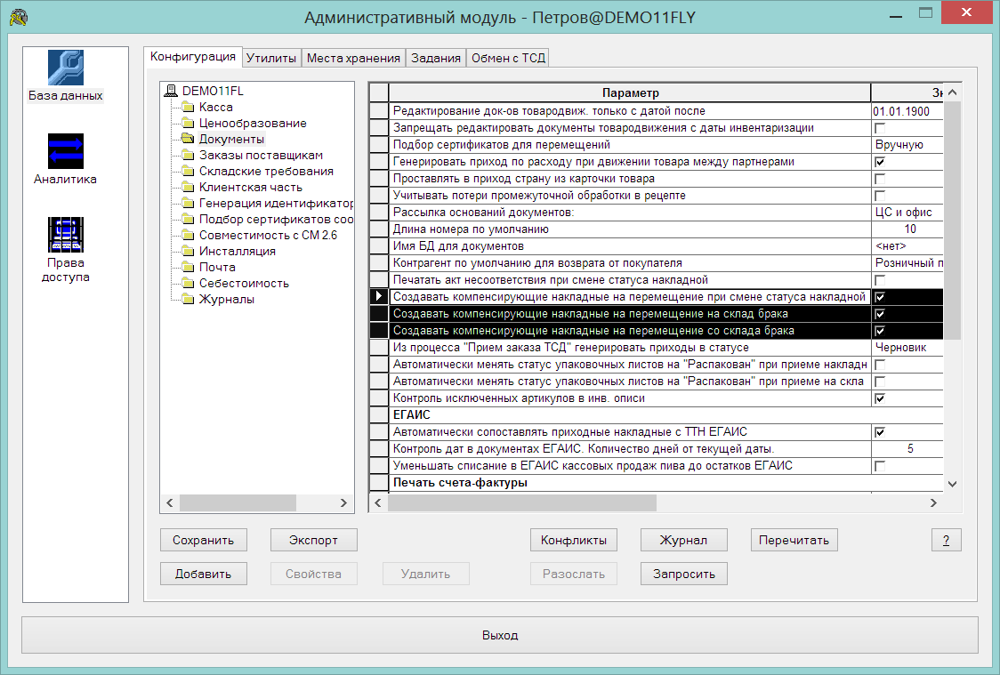 Административный модуль - Петров@DEMO11FLY
База данных
Аналитика
Права
доступа
Конфигурация
Утилиты
Места хранения
Задания
Обмен с ТСД
DEMO11FL
Касса
Ценообразование
Документы
Заказы поставщикам
Складские требования
Клиентская часть
Генерация идентификатор
Подбор сертификатов соо
Совместимость с СМ 2.6
Инсталляция
Почта
Себестоимость
Журналы
Параметр Зн
Редактирование док-ов товародвиж. только с датой после 01.01.1900
Запрещать редактировать документы товародвижения с даты инвентаризации
Подбор сертификатов для перемещений Вручную
Генерировать приход по расходу при движении товара между партнерами
Проставлять в приход страну из карточки товара
Учитывать потери промежуточной обработки в рецепте
Рассылка оснований документов: ЦС и офис
Длина номера по умолчанию 10
Имя БД для документов <нет>
Контрагент по умолчанию для возврата от покупателя Розничный п
Печатать акт несоответствия при смене статуса накладной
Создавать компенсирующие накладные на перемещение при смене статуса накладной
Создавать компенсирующие накладные на перемещение на склад брака
Создавать компенсирующие накладные на перемещение со склада брака
Из процесса "Прием заказа ТСД" генерировать приходы в статусе Черновик
Автоматически менять статус упаковочных листов на "Распакован" при приеме накладн
Автоматически менять статус упаковочных листов на "Распакован" при приеме на скла
Контроль исключенных артикулов в инв. описи
ЕГАИС
Автоматически сопоставлять приходные накладные с ТТН ЕГАИС
Контроль дат в документах ЕГАИС. Количество дней от текущей даты. 5
Уменьшать списание в ЕГАИС кассовых продаж пива до остатков ЕГАИС
Печать счета-фактуры
Сохранить Экспорт Конфликты Журнал Перечитать ?
Добавить Свойства Удалить Разослать Запросить
Выход